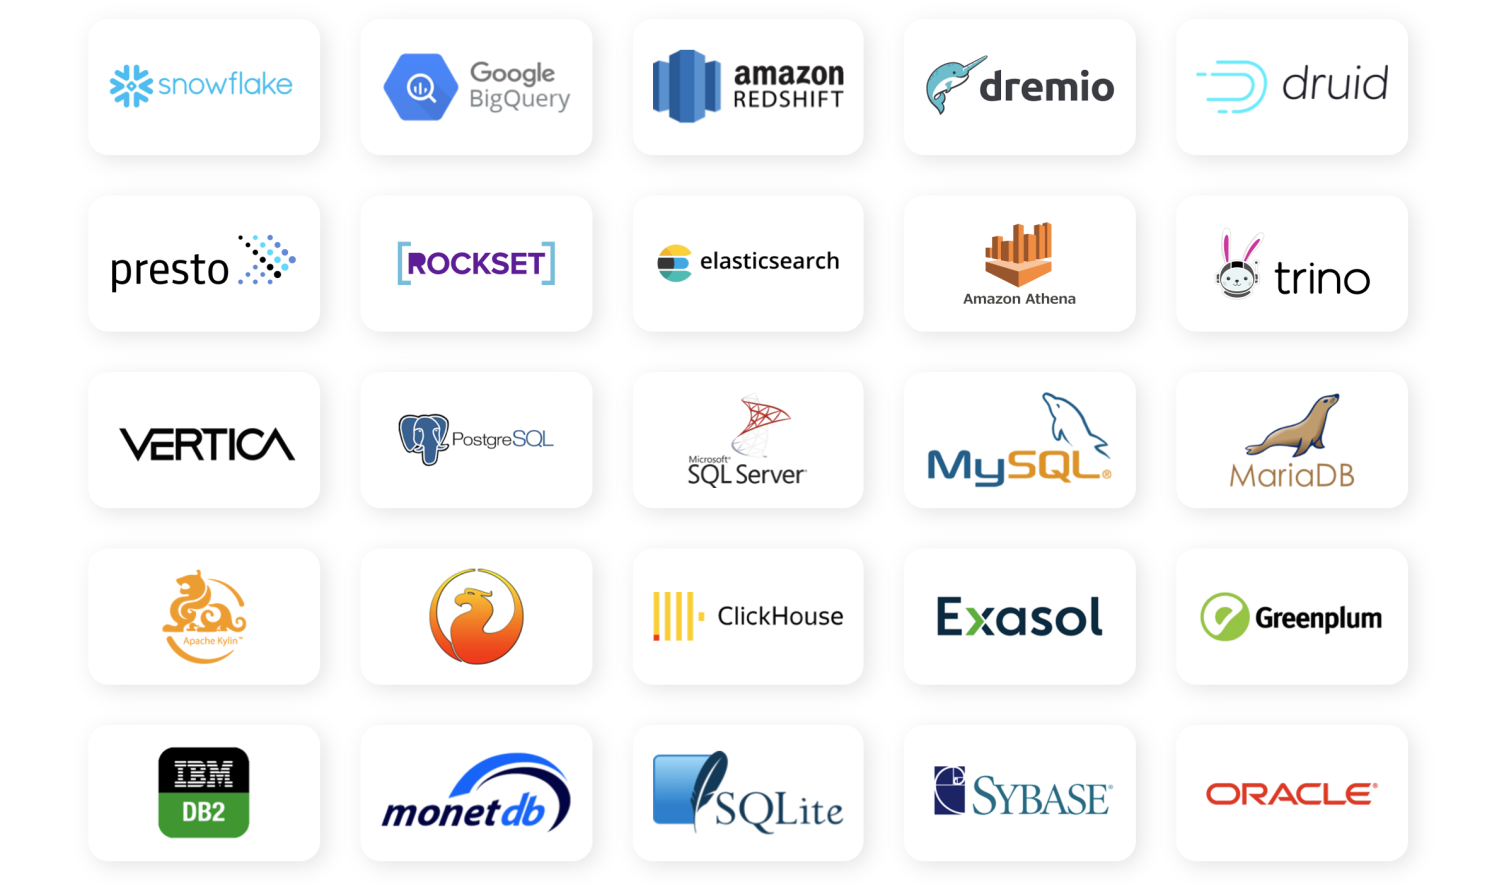 snowflake
Google
BigQuery
amazon
REDSHIFT
dremio
druid
presto
[ROCKSET]
elasticsearch
Amazon Athena
trino
VERTICA
PostgreSQL
Microsoft®
SQL Server®
MySQL®
MariaDB
Apache Kylin™
ClickHouse
Exasol
Greenplum
IBM
DB2
monetdb
SQLite
SYBASE®
ORACLE®